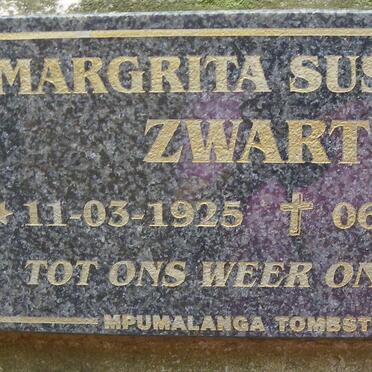 MARGRITA SUS
ZWART
11-03-1925 06
TOT ONS WEER ON
MPUMALANGA TOMBST